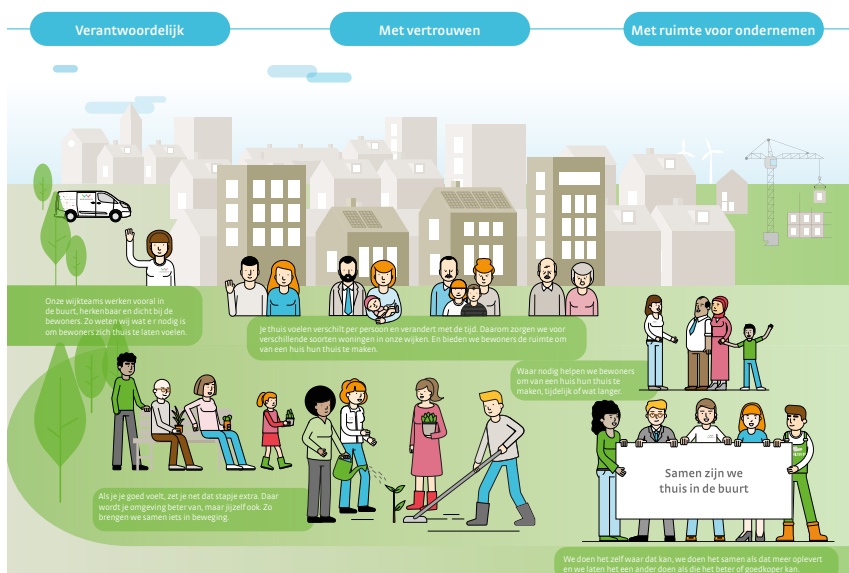 Verantwoordelijk
Met vertrouwen
Met ruimte voor ondernemen
Onze wijkteams werken vooral in
de buurt, herkenbaar en dicht bij de
bewoners. Zo weten wij wat er nodig is
om bewoners zich thuis te laten voelen.
Je thuis voelen verschilt per persoon en verandert met de tijd. Daarom zorgen we voor
verschillende soorten woningen in onze wijken. En bieden we bewoners de ruimte om
van een huis hun thuis te maken.
Waar nodig helpen we bewoners
om van een huis hun thuis te
maken, tijdelijk of wat langer.
Samen zijn we
thuis in de buurt
Als je je goed voelt, zet je net dat stapje extra. Daar
wordt je omgeving beter van, maar jijzelf ook. Zo
brengen we samen iets in beweging.
We doen het zelf waar dat kan, we doen het samen als dat meer oplevert
en we laten het een ander doen als die het beter of goedkoper kan.